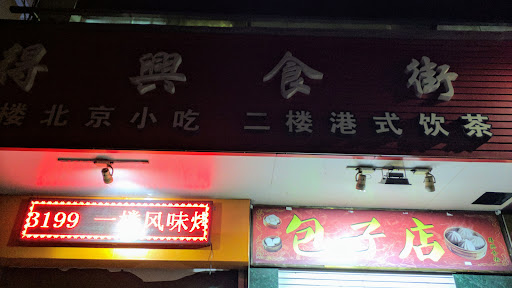 得興食街
楼北京小吃 二楼港式饮茶
3199 一楼风味烤
包子店